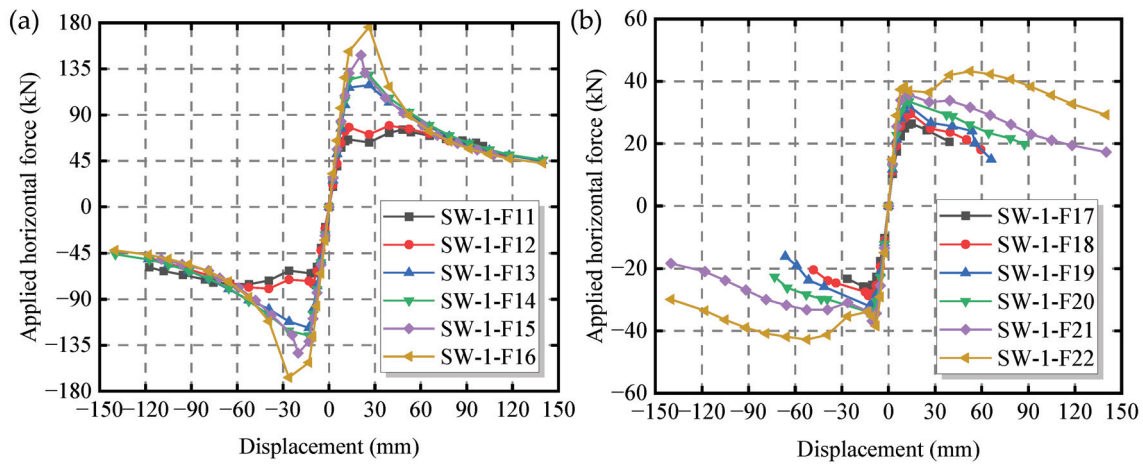 (a)
Applied horizontal force (kN)
180
135
90
45
0
−45
−90
−135
−180
−150
−120
−90
−60
−30
0
30
60
90
120
150
Displacement (mm)
SW-1-F11
SW-1-F12
SW-1-F13
SW-1-F14
SW-1-F15
SW-1-F16
(b)
Applied horizontal force (kN)
60
40
20
0
−20
−40
−60
−150
−120
−90
−60
−30
0
30
60
90
120
150
Displacement (mm)
SW-1-F17
SW-1-F18
SW-1-F19
SW-1-F20
SW-1-F21
SW-1-F22